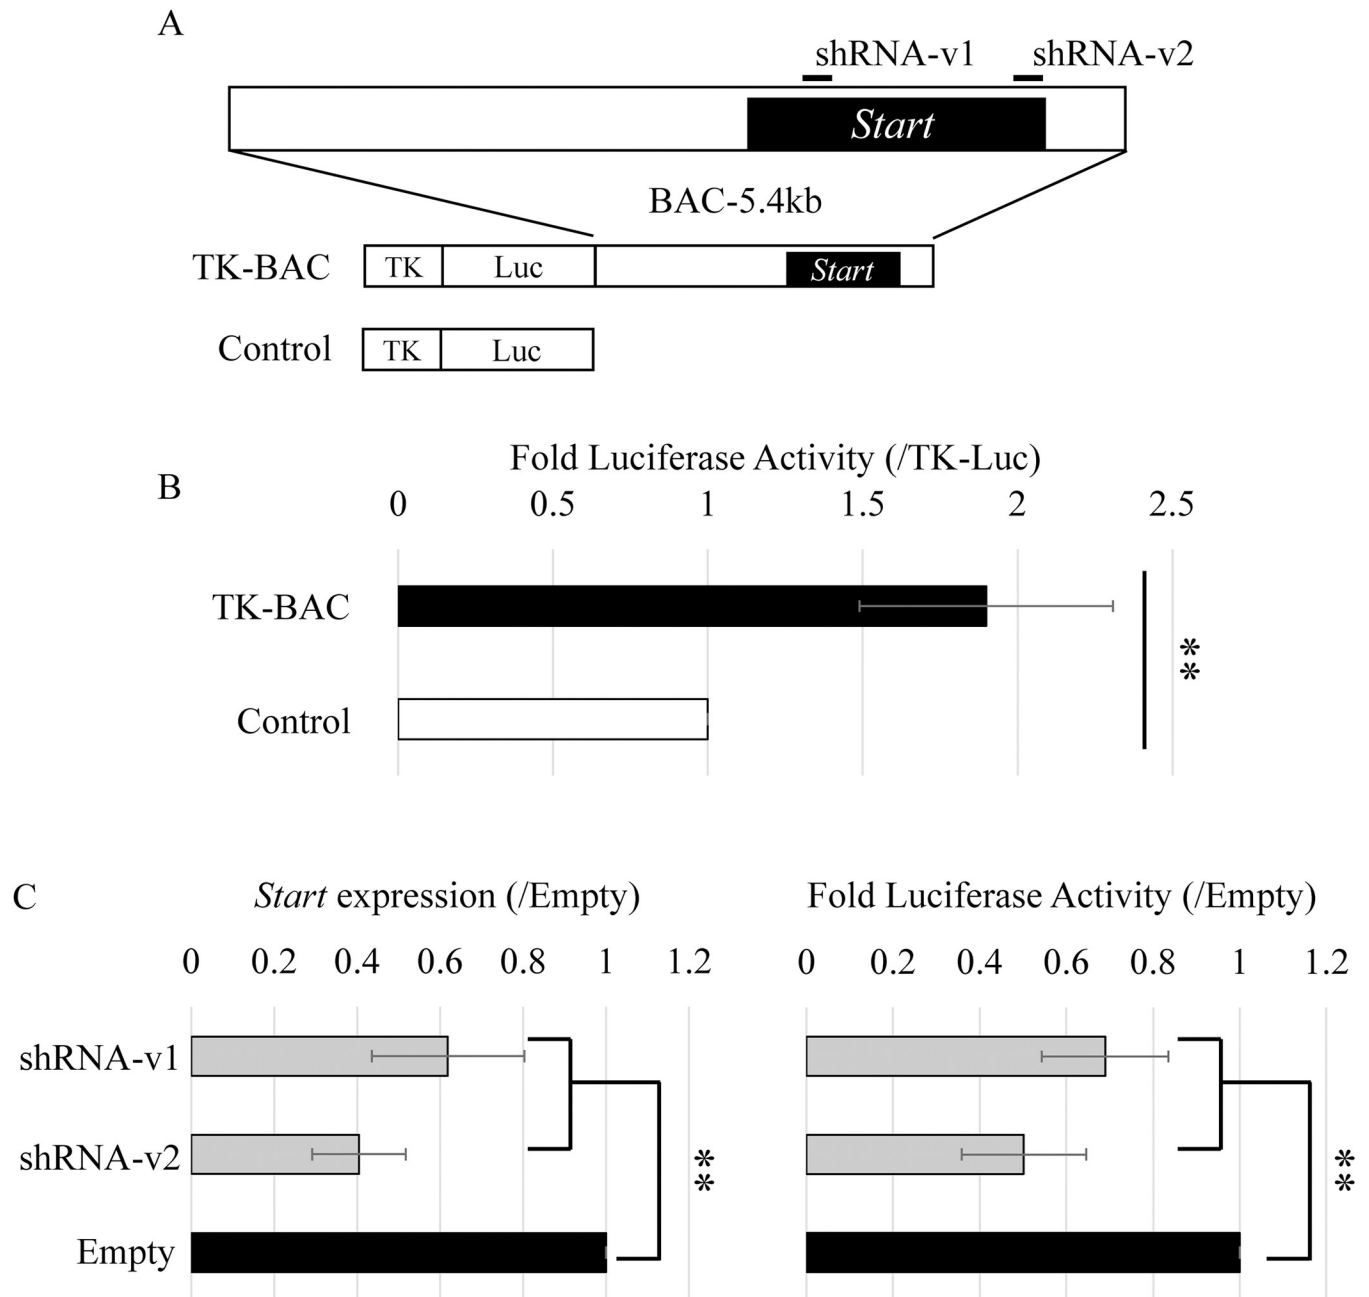 A
shRNA-v1 shRNA-v2
Start
BAC-5.4kb
TK-BAC TK Luc Start
Control TK Luc
Fold Luciferase Activity (/TK-Luc)
B
0 0.5 1 1.5 2 2.5
TK-BAC
**
Control
C Start expression (/Empty) Fold Luciferase Activity (/Empty)
0 0.2 0.4 0.6 0.8 1 1.2 0 0.2 0.4 0.6 0.8 1 1.2
shRNA-v1
shRNA-v2 ** **
Empty